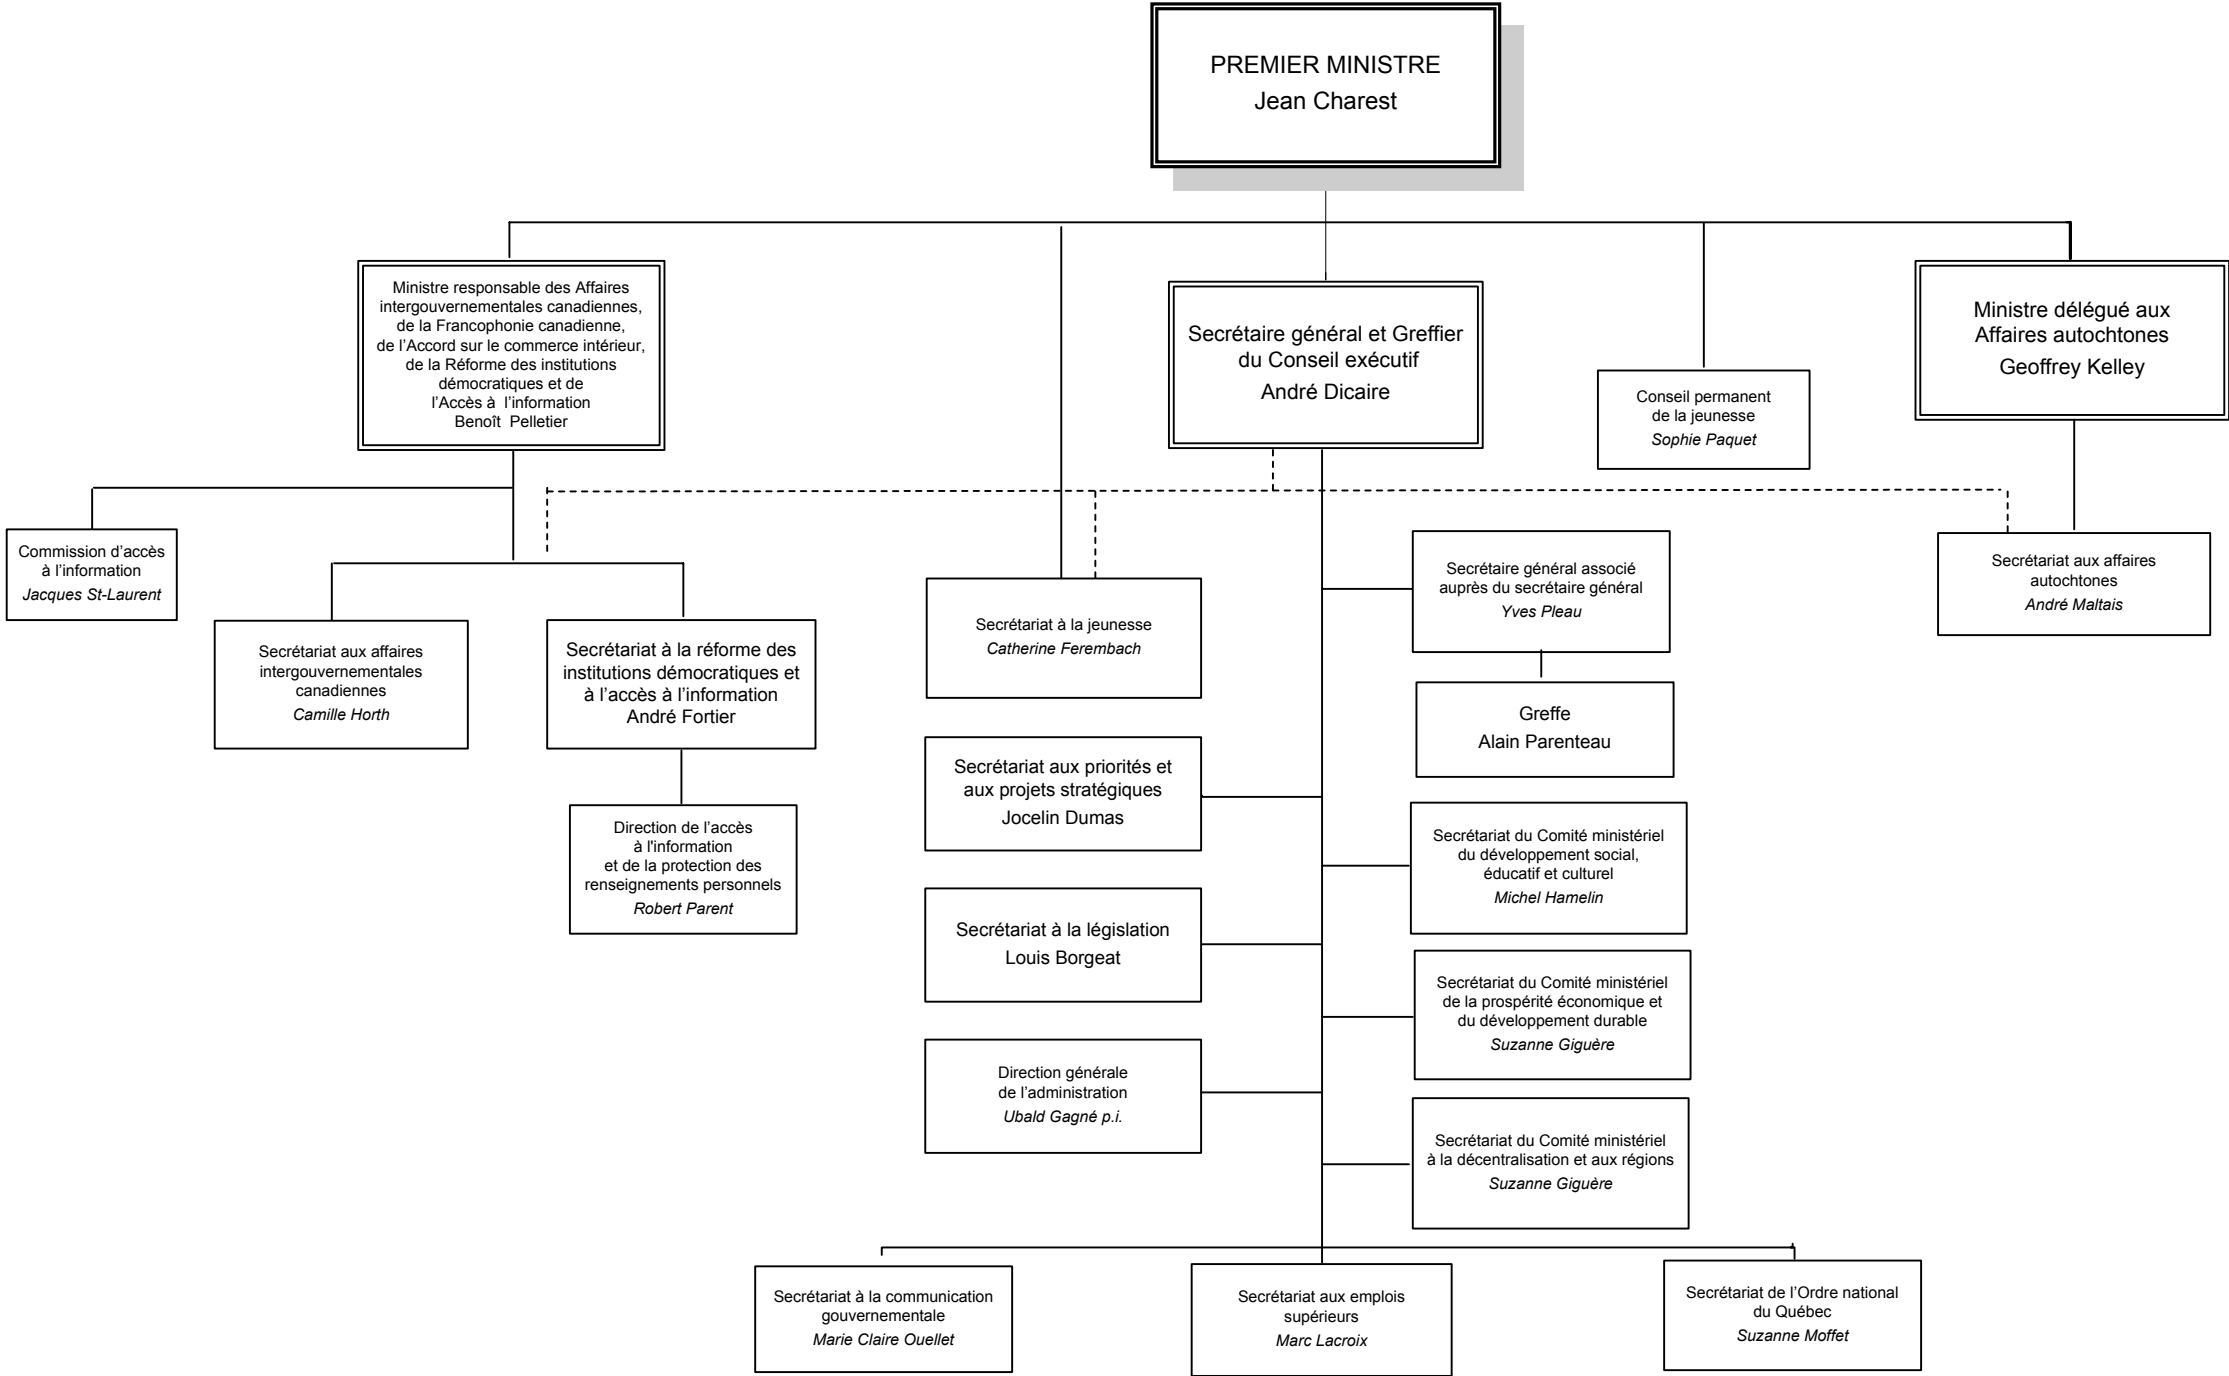 PREMIER MINISTRE
Jean Charest
Ministre responsable des Affaires
intergouvernementales canadiennes,
de la Francophonie canadienne,
de l’Accord sur le commerce intérieur,
de la Réforme des institutions
démocratiques et de
l’Accès à l’information
Benoît Pelletier
Secrétaire général et Greffier
du Conseil exécutif
André Dicaire
Conseil permanent
de la jeunesse
Sophie Paquet
Ministre délégué aux
Affaires autochtones
Geoffrey Kelley
Commission d’accès
à l’information
Jacques St-Laurent
Secrétariat aux affaires
intergouvernementales
canadiennes
Camille Horth
Secrétariat à la réforme des
institutions démocratiques et
à l’accès à l’information
André Fortier
Direction de l’accès
à l'information
et de la protection des
renseignements personnels
Robert Parent
Secrétariat à la jeunesse
Catherine Ferembach
Secrétaire général associé
auprès du secrétaire général
Yves Pleau
Secrétariat aux affaires
autochtones
André Maltais
Greffe
Alain Parenteau
Secrétariat aux priorités et
aux projets stratégiques
Jocelin Dumas
Secrétariat du Comité ministériel
du développement social,
éducatif et culturel
Michel Hamelin
Secrétariat à la législation
Louis Borgeat
Secrétariat du Comité ministériel
de la prospérité économique et
du développement durable
Suzanne Giguère
Direction générale
de l’administration
Ubald Gagné p.i.
Secrétariat du Comité ministériel
à la décentralisation et aux régions
Suzanne Giguère
Secrétariat à la communication
gouvernementale
Marie Claire Ouellet
Secrétariat aux emplois
supérieurs
Marc Lacroix
Secrétariat de l’Ordre national
du Québec
Suzanne Moffet